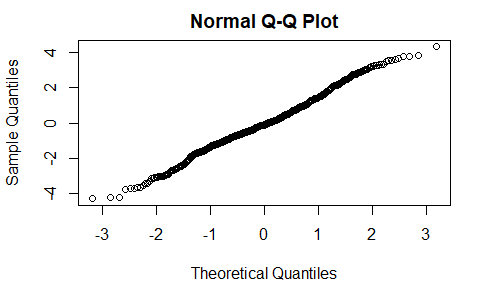 Normal Q-Q Plot
Sample Quantiles
4
2
0
-2
-4
-3 -2 -1 0 1 2 3
Theoretical Quantiles